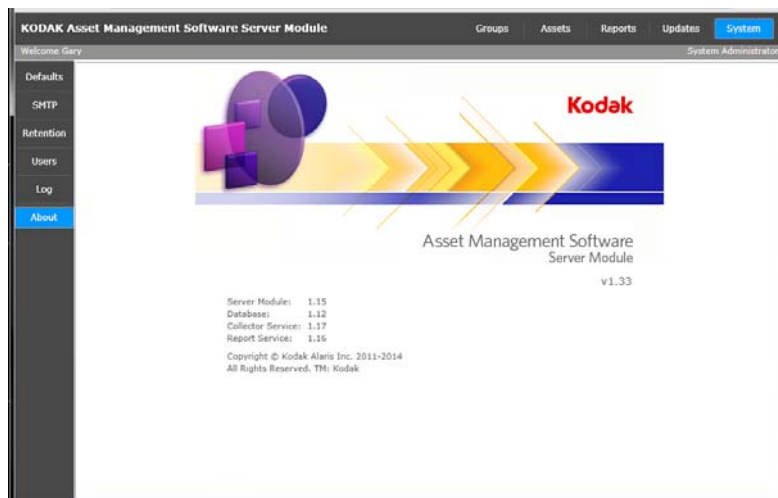 KODAK Asset Management Software Server Module
Groups
Assets
Reports
Updates
System
Welcome Gary
System Administrator
Defaults
SMTP
Retention
Users
Log
About
Kodak
Asset Management Software
Server Module
v1.33
Server Module: 1.15
Database: 1.12
Collector Service: 1.17
Report Service: 1.16
Copyright © Kodak Alaris Inc. 2011-2014
All Rights Reserved. TM: Kodak